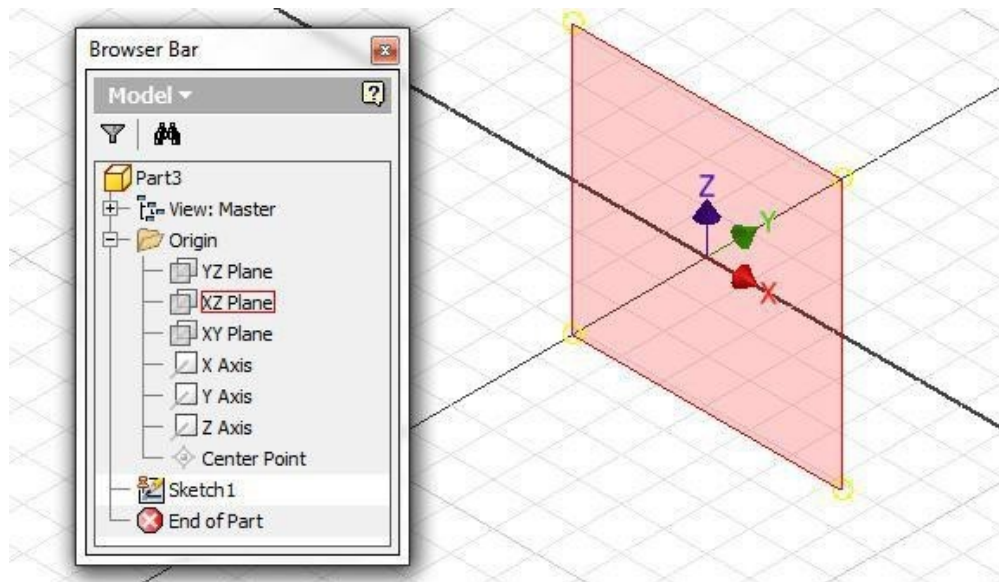 Browser Bar
Model
Part3
View: Master
Origin
YZ Plane
XZ Plane
XY Plane
X Axis
Y Axis
Z Axis
Center Point
Sketch1
End of Part
Z
Y
X